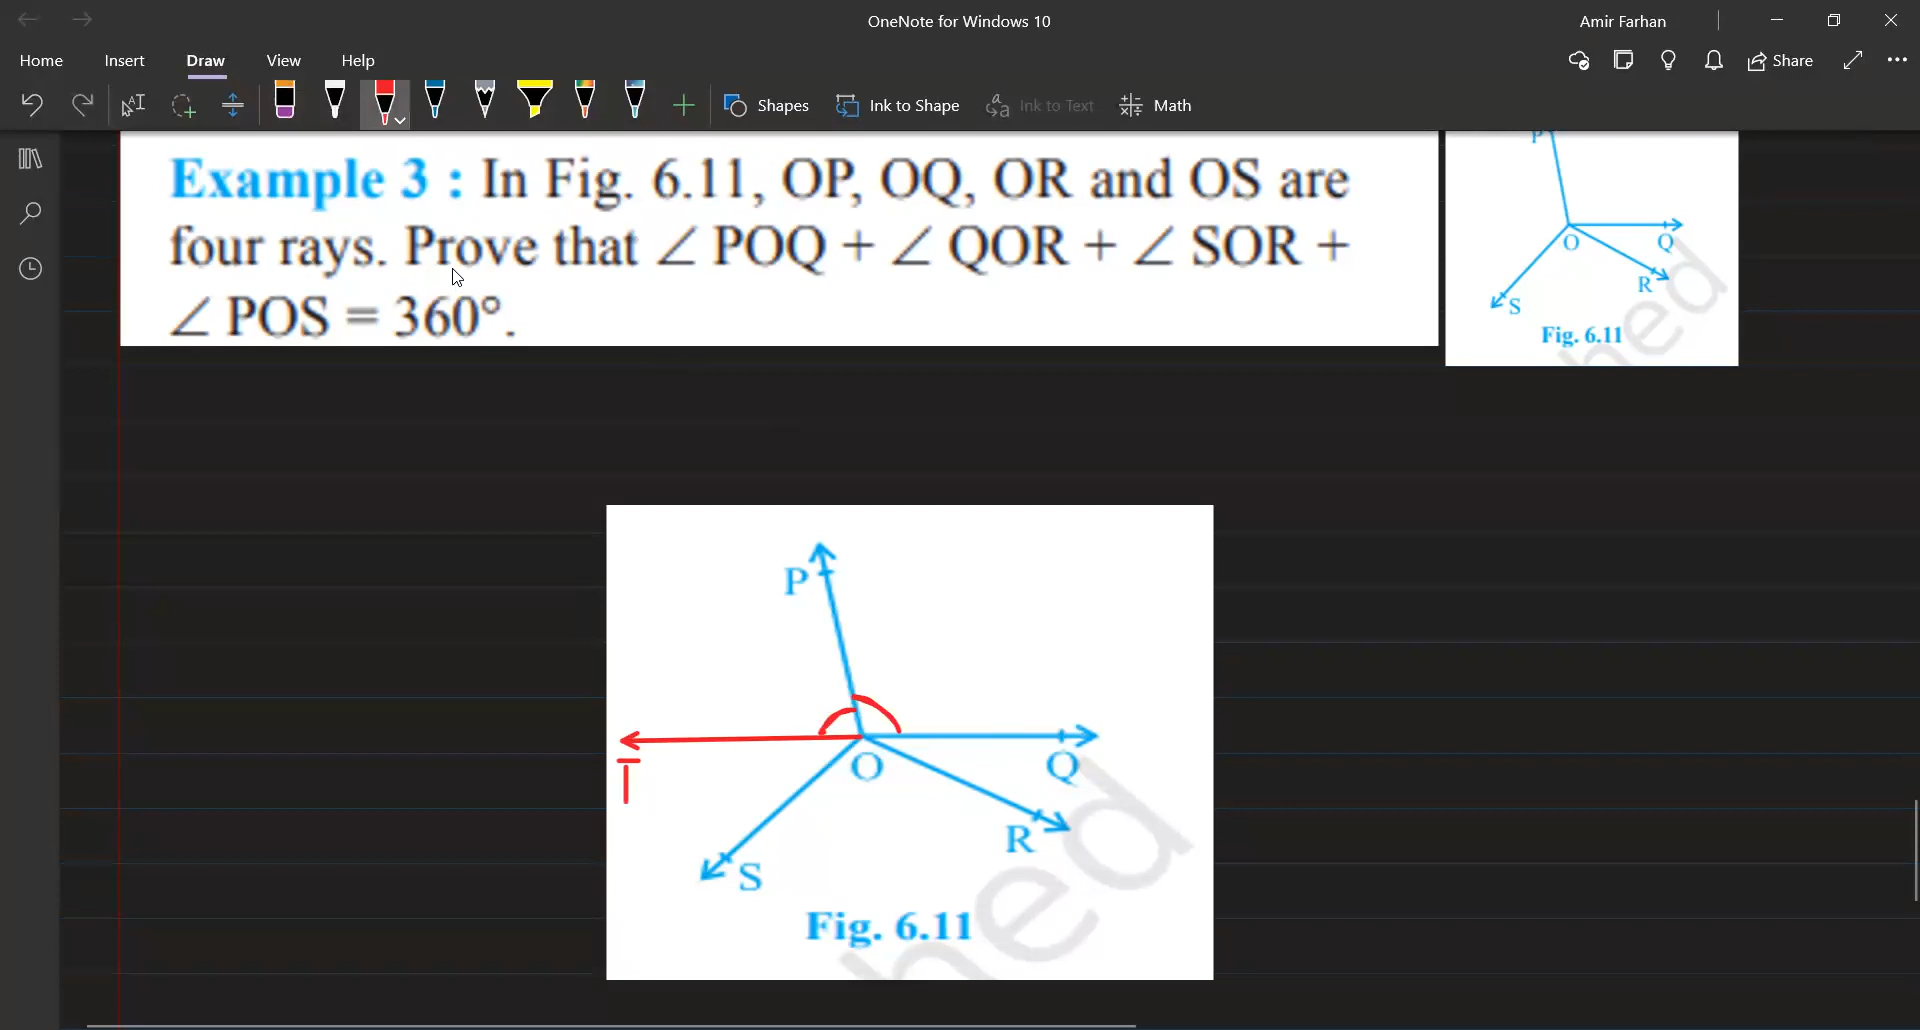 OneNote for Windows 10
Amir Farhan
Home Insert Draw View Help
Share
Shapes Ink to Shape Ink to Text Math
Example 3 : In Fig. 6.11, OP, OQ, OR and OS are
four rays. Prove that ∠ POQ + ∠ QOR + ∠ SOR +
∠ POS = 360°.
P
O
Q
R
S
Fig. 6.11
hed
P
O
Q
T
R
S
Fig. 6.11
hed